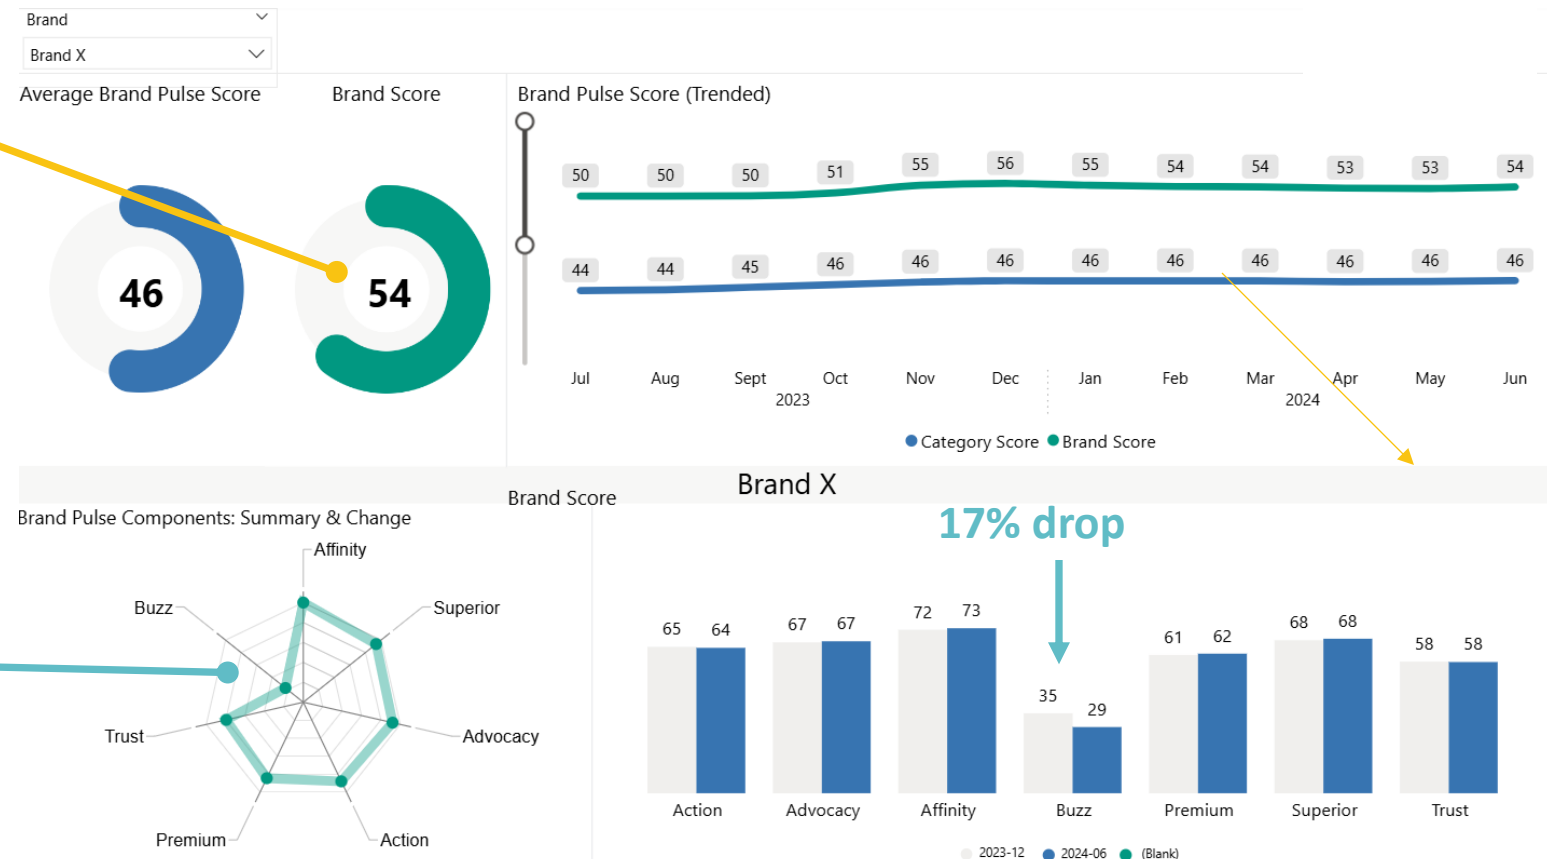 Brand
Brand X
Average Brand Pulse Score
Brand Score
46
54
Brand Pulse Score (Trended)
50 50 50 51 55 56 55 54 54 53 53 54
44 44 45 46 46 46 46 46 46 46 46 46
Jul Aug Sept Oct Nov Dec Jan Feb Mar Apr May Jun
2023 2024
Category Score Brand Score
Brand X
Brand Score
Brand Pulse Components: Summary & Change
Affinity
Superior
Advocacy
Action
Premium
Trust
Buzz
17% drop
65 64 67 67 72 73 35 29 61 62 68 68 58 58
Action Advocacy Affinity Buzz Premium Superior Trust
2023-12 2024-06 (Blank)